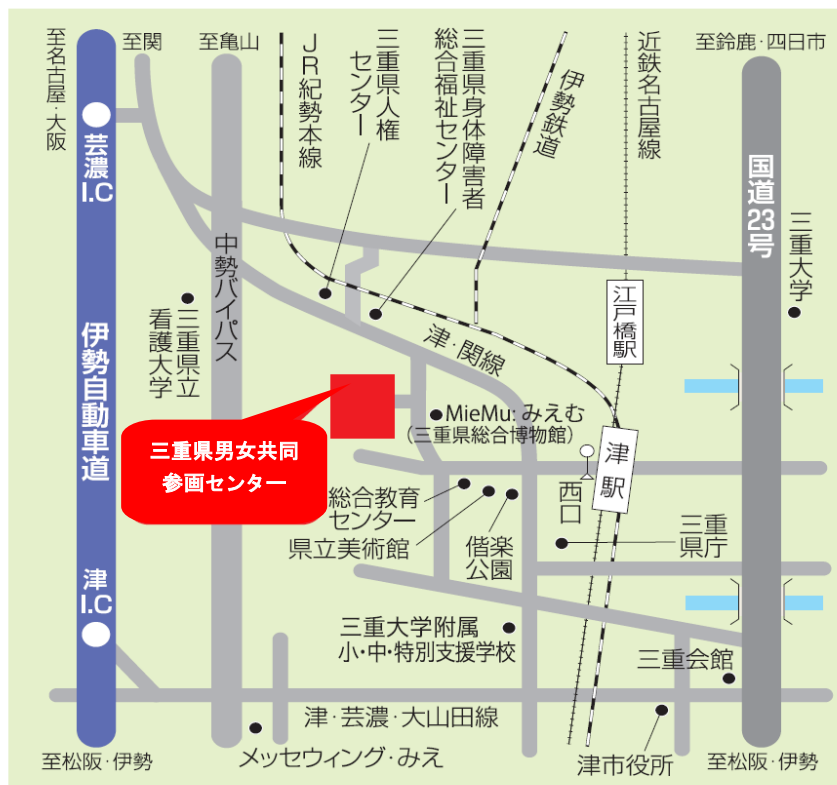 至名古屋・大阪
至関
至亀山
JR紀勢本線
三重県人権
センター
三重県身体障害者
総合福祉センター
伊勢鉄道
近鉄名古屋線
至鈴鹿・四日市
芸濃
I.C
国道23号
三重大学
中勢バイパス
三重県立
看護大学
江戸橋駅
伊勢自動車道
津・関線
MieMu:みえむ
(三重県総合博物館)
三重県男女共同
参画センター
津駅
西口
総合教育
センター
県立美術館
偕楽
公園
三重
県庁
津
I.C
三重大学附属
小・中・特別支援学校
三重会館
津・芸濃・大山田線
メッセウィング・みえ
津市役所
至松阪・伊勢
至松阪・伊勢